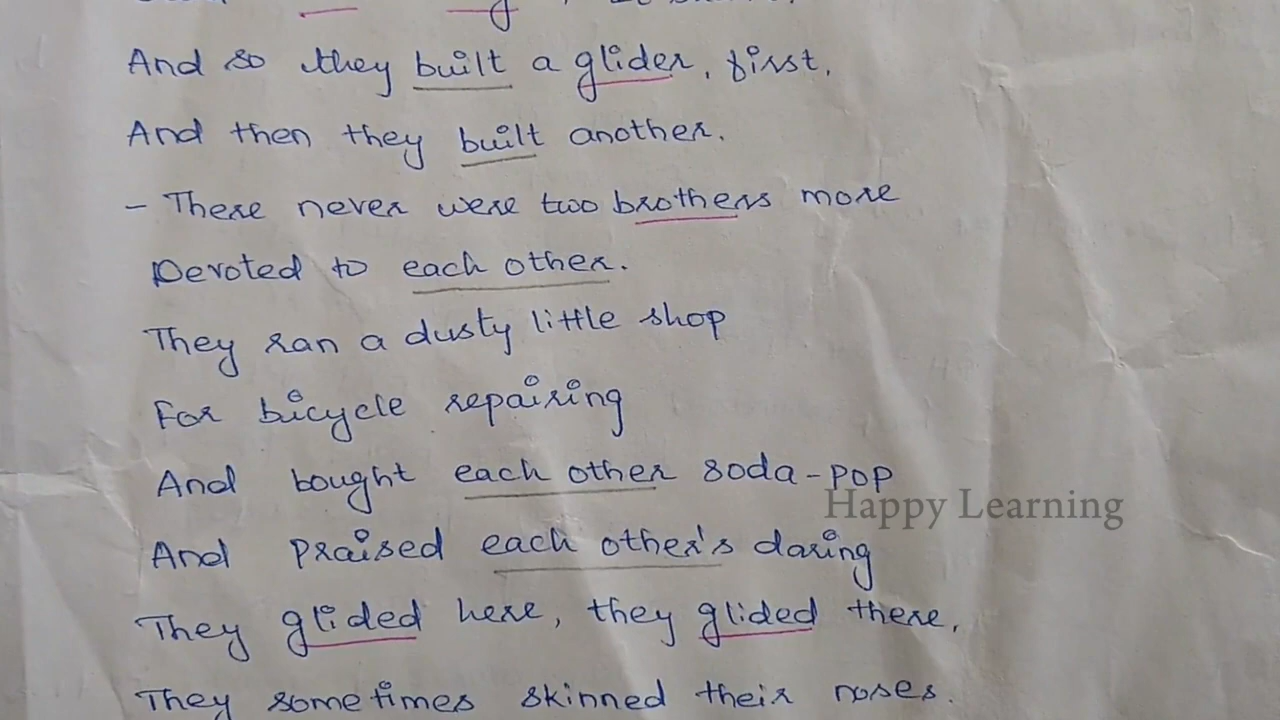 And so they built a glider, first,
And then they built another.
- There never were two brothers more
Devoted to each other.
They ran a dusty little shop
For bicycle repairing
And bought each other soda-pop
Happy Learning
And praised each other's daring
They glided here, they glided there,
They sometimes skinned their noses.